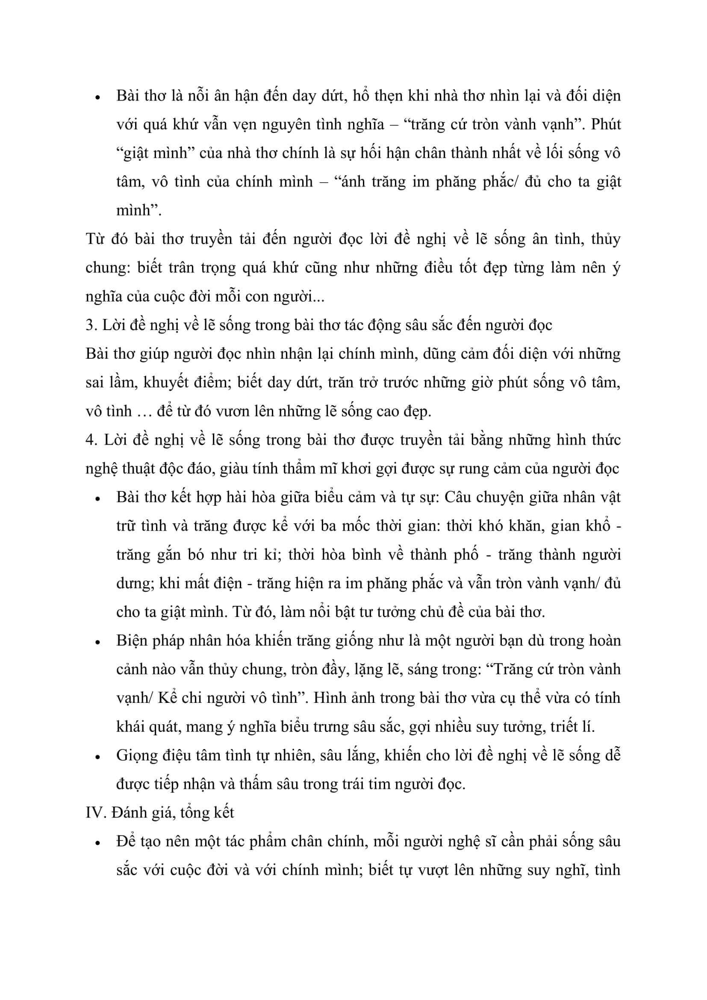 • Bài thơ là nỗi ân hận đến day dứt, hổ thẹn khi nhà thơ nhìn lại và đối diện
với quá khứ vẫn vẹn nguyên tình nghĩa – “trăng cứ tròn vành vạnh”. Phút
“giật mình” của nhà thơ chính là sự hối hận chân thành nhất về lối sống vô
tâm, vô tình của chính mình – “ánh trăng im phăng phắc/ đủ cho ta giật
mình”.
Từ đó bài thơ truyền tải đến người đọc lời đề nghị về lẽ sống ân tình, thủy
chung: biết trân trọng quá khứ cũng như những điều tốt đẹp từng làm nên ý
nghĩa của cuộc đời mỗi con người...
3. Lời đề nghị về lẽ sống trong bài thơ tác động sâu sắc đến người đọc
Bài thơ giúp người đọc nhìn nhận lại chính mình, dũng cảm đối diện với những
sai lầm, khuyết điểm; biết day dứt, trăn trở trước những giờ phút sống vô tâm,
vô tình … để từ đó vươn lên những lẽ sống cao đẹp.
4. Lời đề nghị về lẽ sống trong bài thơ được truyền tải bằng những hình thức
nghệ thuật độc đáo, giàu tính thẩm mĩ khơi gợi được sự rung cảm của người đọc
• Bài thơ kết hợp hài hòa giữa biểu cảm và tự sự: Câu chuyện giữa nhân vật
trữ tình và trăng được kể với ba mốc thời gian: thời khó khăn, gian khổ -
trăng gắn bó như tri kỉ; thời hòa bình về thành phố - trăng thành người
dưng; khi mất điện - trăng hiện ra im phăng phắc và vẫn tròn vành vạnh/ đủ
cho ta giật mình. Từ đó, làm nổi bật tư tưởng chủ đề của bài thơ.
• Biện pháp nhân hóa khiến trăng giống như là một người bạn dù trong hoàn
cảnh nào vẫn thủy chung, tròn đầy, lặng lẽ, sáng trong: “Trăng cứ tròn vành
vạnh/ Kể chi người vô tình”. Hình ảnh trong bài thơ vừa cụ thể vừa có tính
khái quát, mang ý nghĩa biểu trưng sâu sắc, gợi nhiều suy tưởng, triết lí.
• Giọng điệu tâm tình tự nhiên, sâu lắng, khiến cho lời đề nghị về lẽ sống dễ
được tiếp nhận và thấm sâu trong trái tim người đọc.
IV. Đánh giá, tổng kết
• Để tạo nên một tác phẩm chân chính, mỗi người nghệ sĩ cần phải sống sâu
sắc với cuộc đời và với chính mình; biết tự vượt lên những suy nghĩ, tình